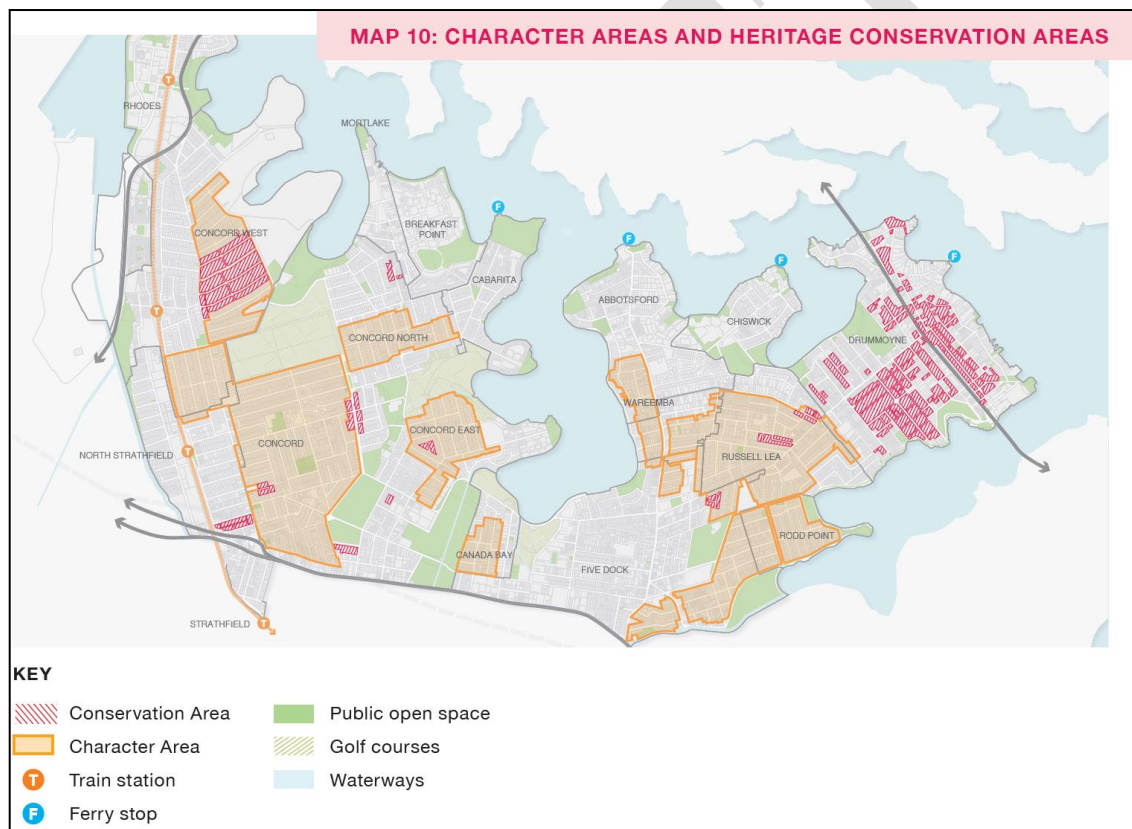 MAP 10: CHARACTER AREAS AND HERITAGE CONSERVATION AREAS
T
RHODES
MORTLAKE
F
BREAKFAST
POINT
CONCORD WEST
F
F
F
CABARITA
ABBOTSFORD
T
CHISWICK
DRUMMOYNE
CONCORD NORTH
WAREEMBA
CONCORD EAST
CONCORD
NORTH STRATHFIELD
T
RUSSELL LEA
RODD POINT
CANADA BAY
FIVE DOCK
STRATHFIELD
T
KEY
Conservation Area
Public open space
Character Area
Golf courses
T Train station
Waterways
F Ferry stop